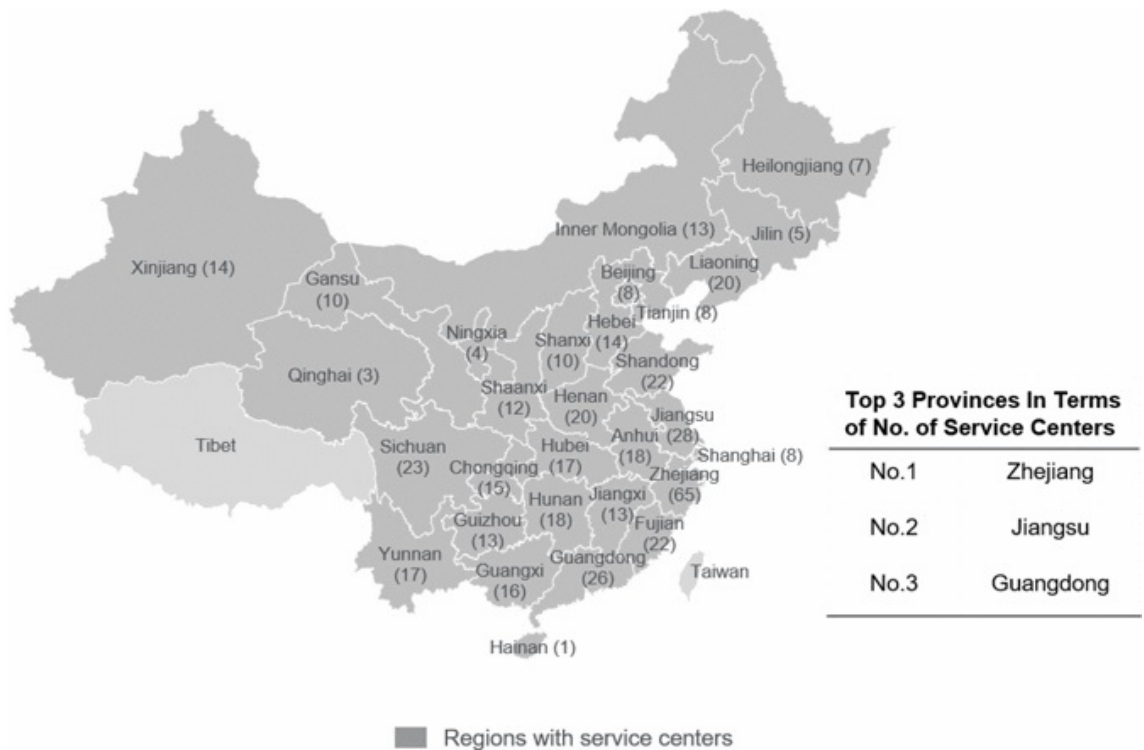 Heilongjiang (7)
Inner Mongolia (13)
Jilin (5)
Xinjiang (14)
Gansu
(10)
Beijing
(8)
Liaoning
(20)
Tianjin (8)
Ningxia
(4)
Shanxi
(10)
Hebei
(14)
Qinghai (3)
Shaanxi
(12)
Henan
(20)
Shandong
(22)
Tibet
Sichuan
(23)
Chongqing
(15)
Hubei
(17)
Anhui
(18)
Jiangsu
(28)
Shanghai (8)
Zhejiang
(65)
Guizhou
(13)
Hunan
(18)
Jiangxi
(13)
Fujian
(22)
Yunnan
(17)
Guangxi
(16)
Guangdong
(26)
Taiwan
Hainan (1)
Top 3 Provinces In Terms
of No. of Service Centers
No.1 Zhejiang
No.2 Jiangsu
No.3 Guangdong
Regions with service centers